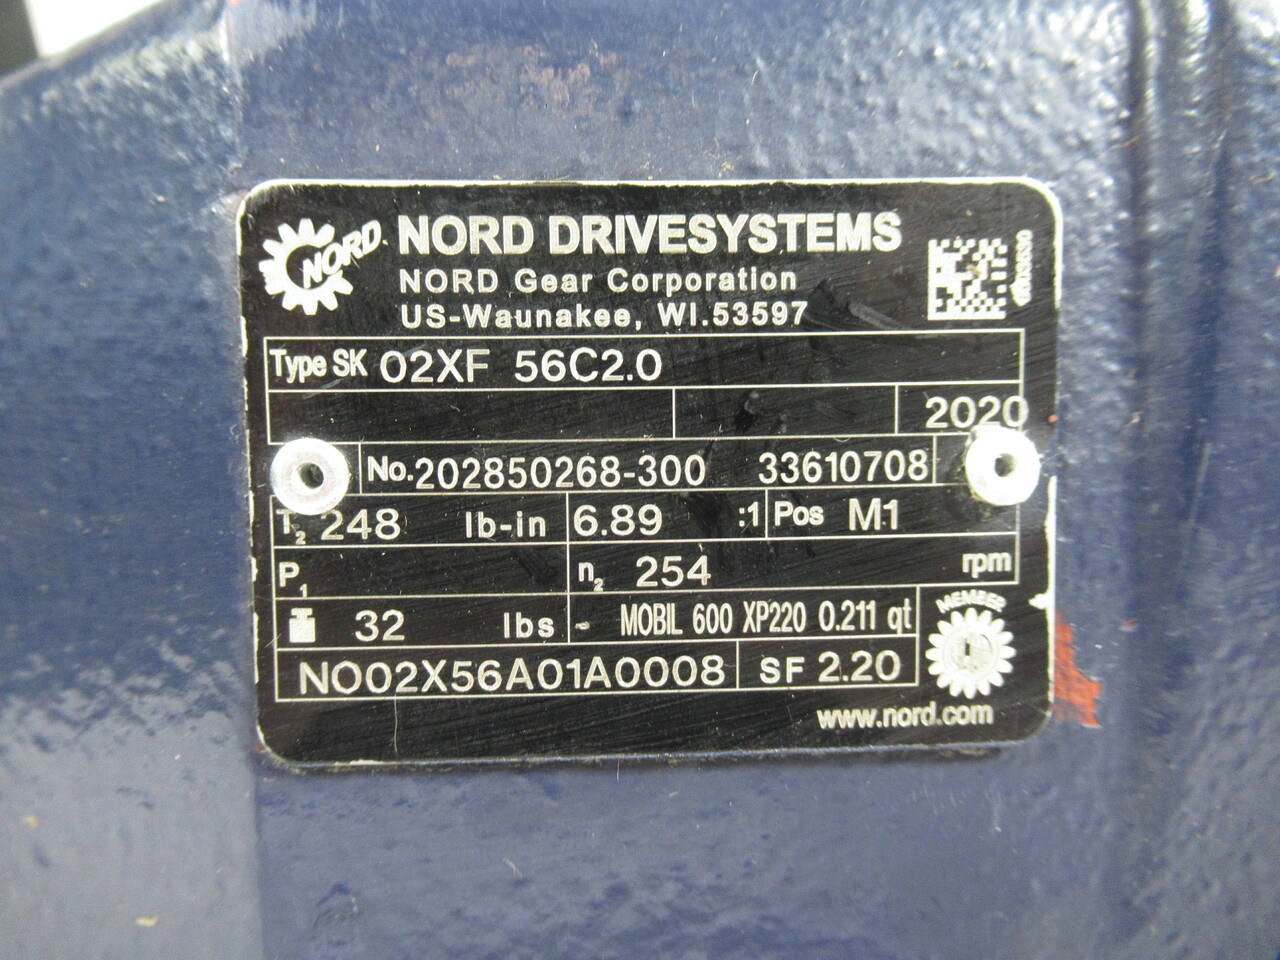 NORD
NORD DRIVESYSTEMS
NORD Gear Corporation
US-Waunakee, WI.53597
Type SK 02XF 56C2.0
2020
No.202850268-300 33610708
T2 248 lb-in 6.89 :1 Pos M1
P1 n2 254 rpm
32 lbs - MOBIL 600 XP220 0.211 qt
MEMBER
NO02X56A01A0008 SF 2.20
www.nord.com